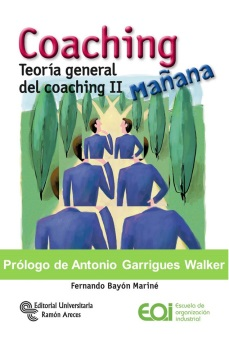 Coaching
Mañana
Teoría general
del coaching II
Prólogo de Antonio Garrigues Walker
Fernando Bayón Mariné
Editorial Universitaria
Ramón Areces
EOI
Escuela de
organización
industrial